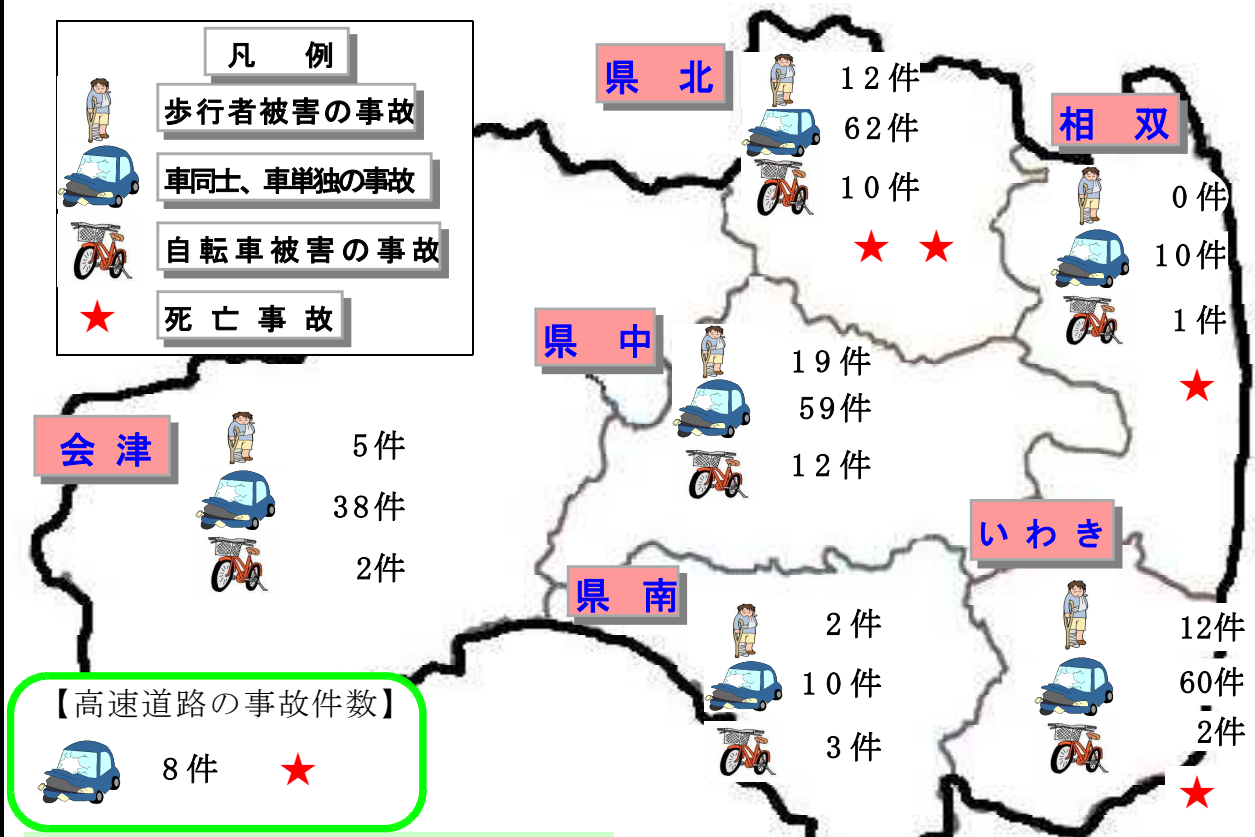 凡　例
歩行者被害の事故
車同士、車単独の事故
自転車被害の事故
死亡事故
県　北
12件
62件
10件
相　双
0件
10件
1件
県　中
19件
59件
12件
会津
5件
38件
2件
いわき
12件
60件
2件
県　南
2件
10件
3件
【高速道路の事故件数】
8件